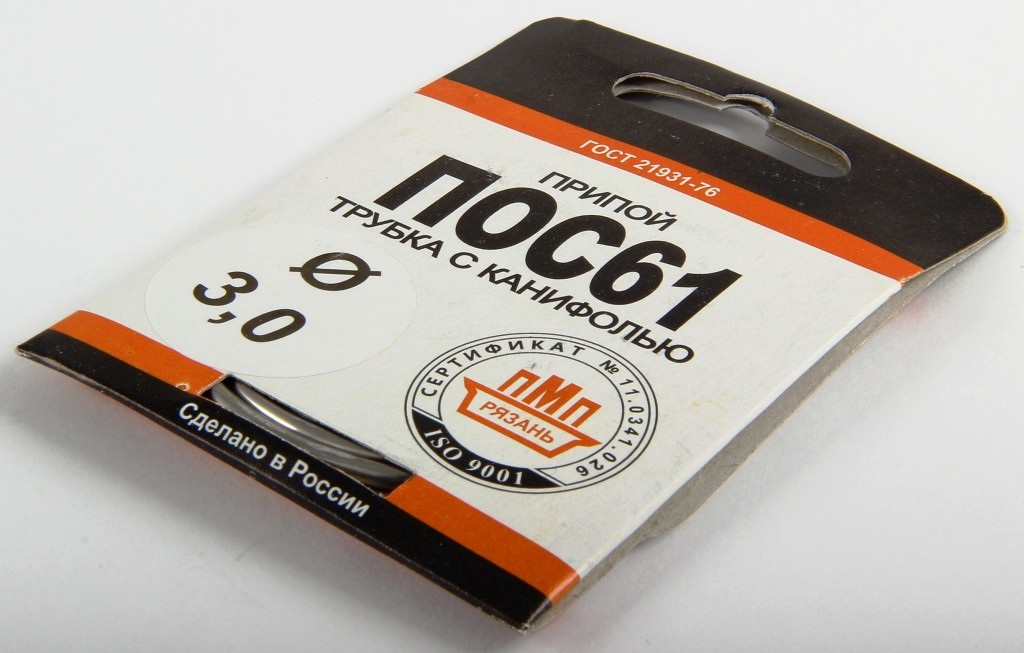 ГОСТ 21931-76
ПРИПОЙ
ПОС61
ТРУБКА С КАНИФОЛЬЮ
Ø
3,0
СЕРТИФИКАТ № 11.0341.026
ПМП
РЯЗАНЬ
ISO 9001
Сделано в России